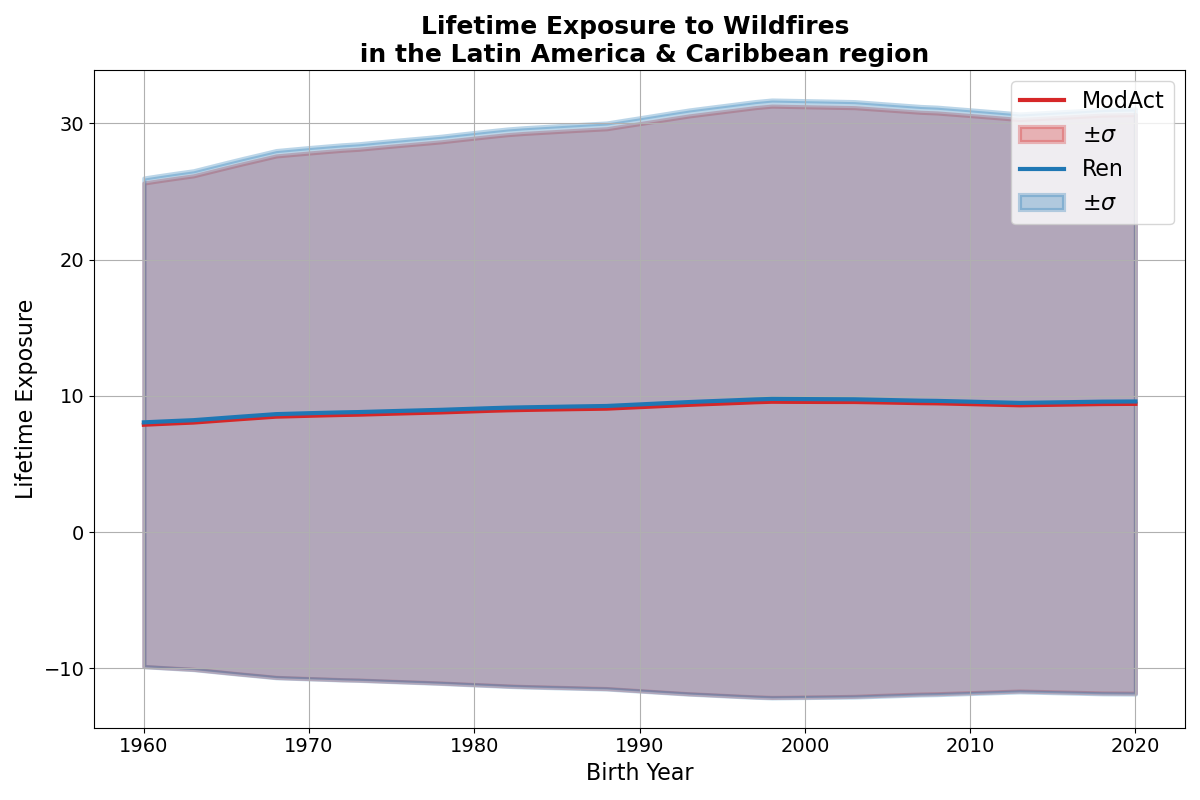 Lifetime Exposure to Wildfires
in the Latin America & Caribbean region
ModAct
±σ
Ren
±σ
30
20
10
0
−10
Lifetime Exposure
1960 1970 1980 1990 2000 2010 2020
Birth Year